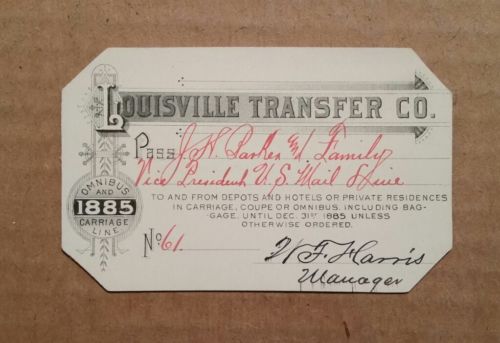 LOUISVILLE TRANSFER CO.
Pass J. H. Parker and Family
Vice President U.S. Mail Line
TO AND FROM DEPOTS AND HOTELS OR PRIVATE RESIDENCES
IN CARRIAGE, COUPE OR OMNIBUS, INCLUDING BAG-
GAGE, UNTIL DEC. 31ST 1885 UNLESS
OTHERWISE ORDERED.
OMNIBUS
AND
1885
CARRIAGE
LINE
No. 61
W. F. Harris
Manager